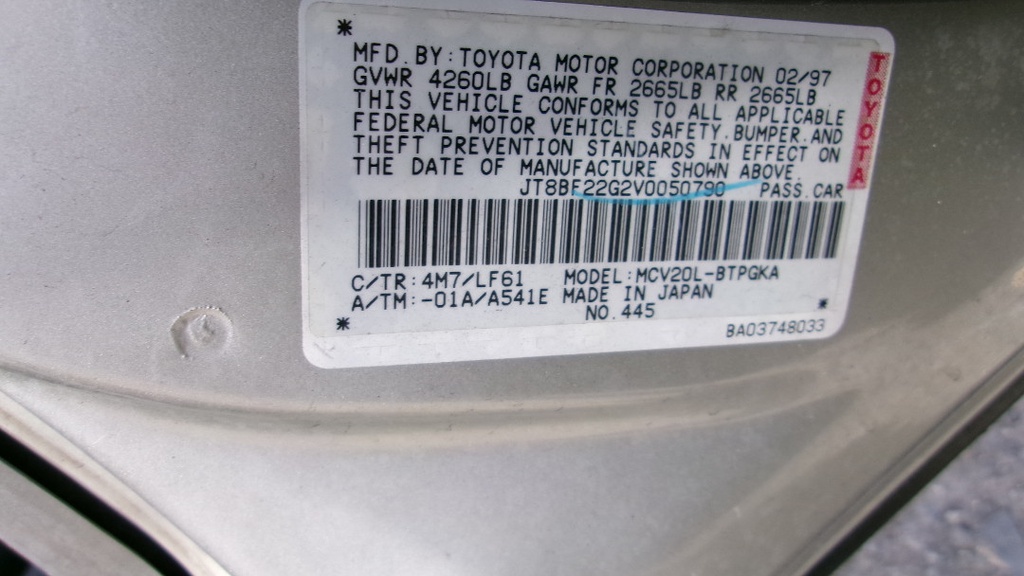 *
MFD. BY: TOYOTA MOTOR CORPORATION 02/97
GVWR 4260LB GAWR FR 2665LB RR 2665LB
THIS VEHICLE CONFORMS TO ALL APPLICABLE
FEDERAL MOTOR VEHICLE SAFETY. BUMPER. AND
THEFT PREVENTION STANDARDS IN EFFECT ON
THE DATE OF MANUFACTURE SHOWN ABOVE.
JT8BF22G2V0050790 PASS. CAR
TOYOTA
C/TR: 4M7/LF61 MODEL: MCV20L-BTPGKA
A/TM: -01A/A541E MADE IN JAPAN
* NO. 445 *
BA03748033